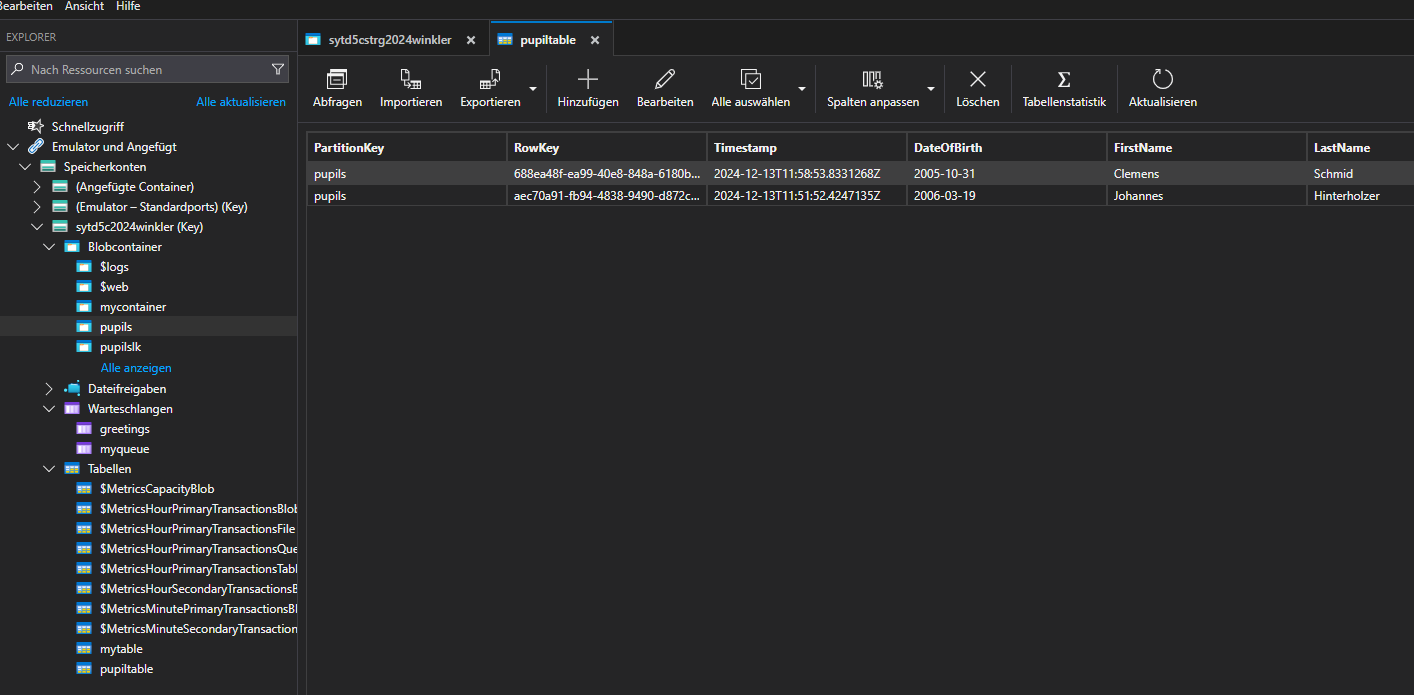 Bearbeiten Ansicht Hilfe
EXPLORER
Nach Ressourcen suchen
Alle reduzieren Alle aktualisieren
Schnellzugriff
Emulator und Angefügt
Speicherkonten
(Angefügte Container)
(Emulator – Standardports) (Key)
sytd5c2024winkler (Key)
Blobcontainer
$logs
$web
mycontainer
pupils
pupilslk
Alle anzeigen
Dateifreigaben
Warteschlangen
greetings
myqueue
Tabellen
$MetricsCapacityBlob
$MetricsHourPrimaryTransactionsBlob
$MetricsHourPrimaryTransactionsFile
$MetricsHourPrimaryTransactionsQue
$MetricsHourPrimaryTransactionsTabl
$MetricsHourSecondaryTransactionsB
$MetricsMinutePrimaryTransactionsBl
$MetricsMinuteSecondaryTransaction
mytable
pupiltable
sytd5cstrg2024winkler pupiltable
Abfragen Importieren Exportieren Hinzufügen Bearbeiten Alle auswählen Spalten anpassen Löschen Tabellenstatistik Aktualisieren
PartitionKey RowKey Timestamp DateOfBirth FirstName LastName
pupils 688ea48f-ea99-40e8-848a-6180b... 2024-12-13T11:58:53.8331268Z 2005-10-31 Clemens Schmid
pupils aec70a91-fb94-4838-9490-d872c... 2024-12-13T11:51:52.4247135Z 2006-03-19 Johannes Hinterholzer